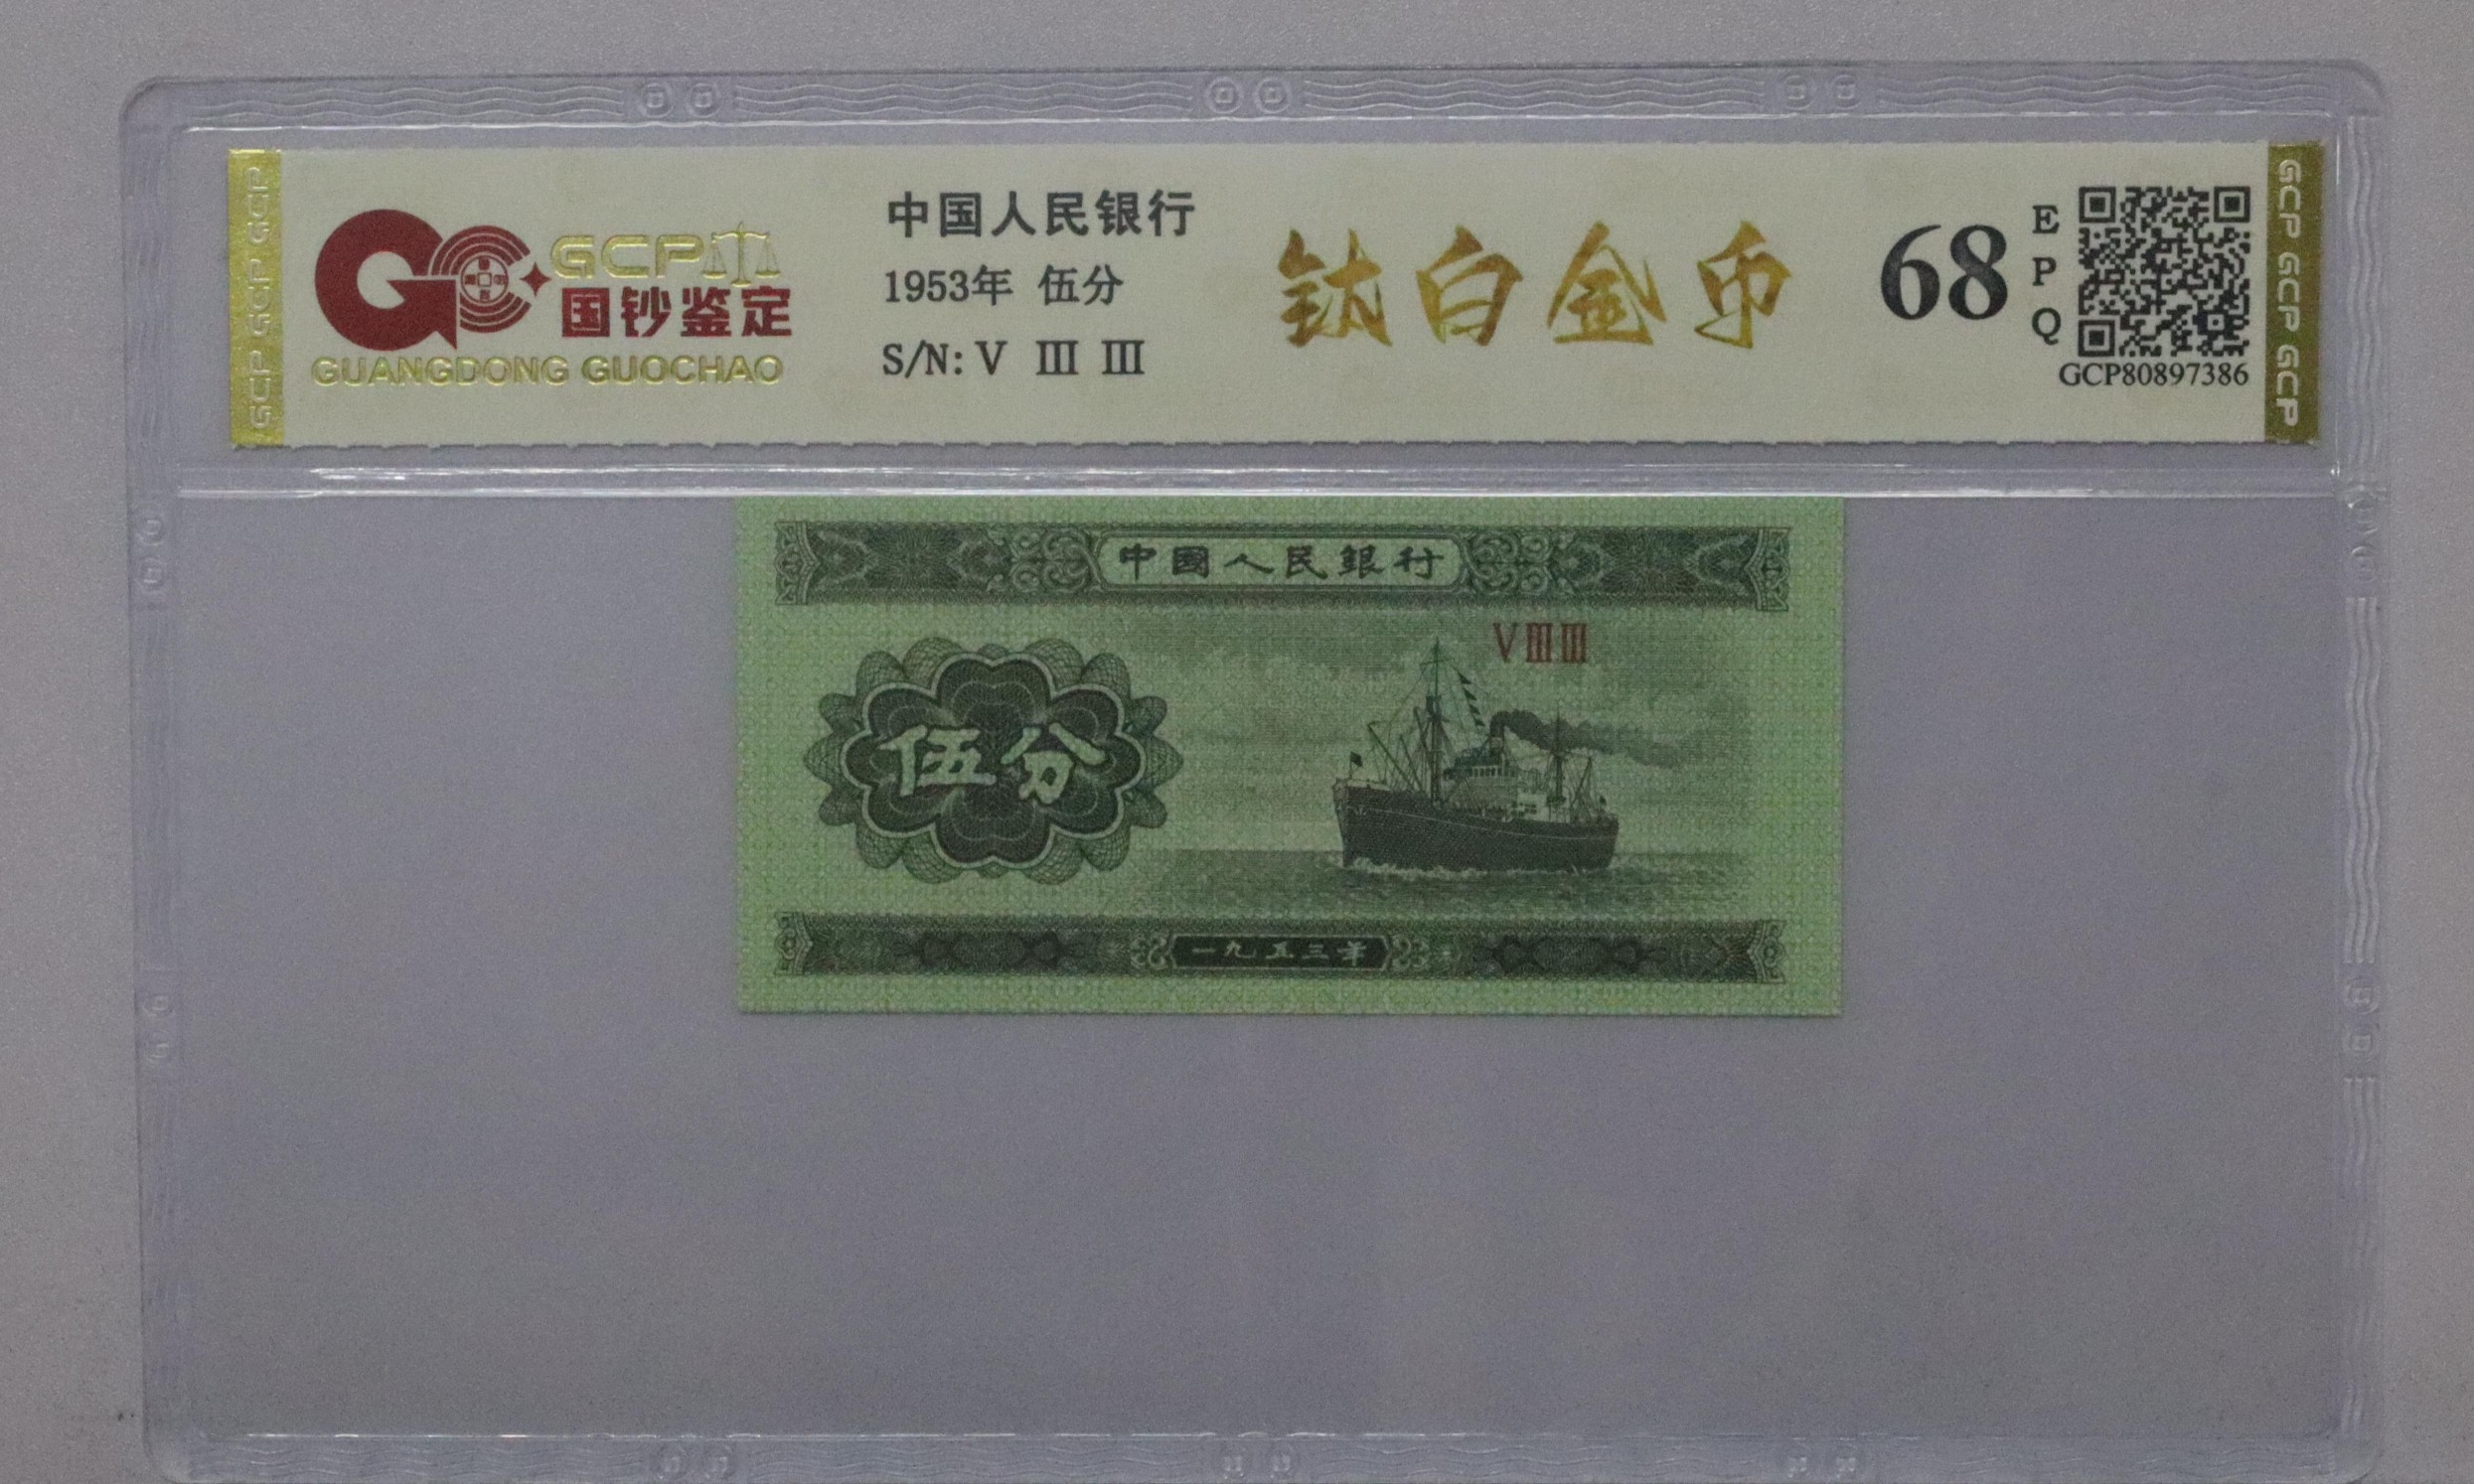 GCP GCP GCP
GCP
国钞鉴定
GUANGDONG GUOCHAO
中国人民银行
1953年 伍分
S/N: V III III
钛白金币
68
E
P
Q
GCP80897386
GCP GCP GCP
中國人民銀行
V III III
伍分
一九五三年